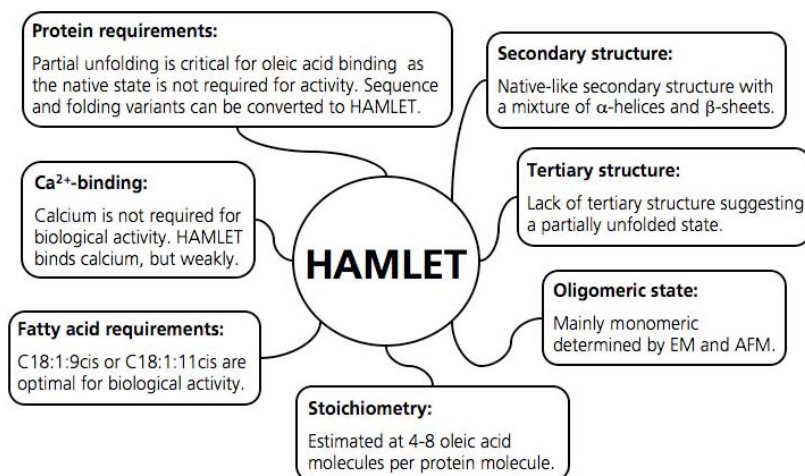 Protein requirements:
Partial unfolding is critical for oleic acid binding as
the native state is not required for activity. Sequence
and folding variants can be converted to HAMLET.
Secondary structure:
Native-like secondary structure with
a mixture of α-helices and β-sheets.
Ca²⁺-binding:
Calcium is not required for
biological activity. HAMLET
binds calcium, but weakly.
Tertiary structure:
Lack of tertiary structure suggesting
a partially unfolded state.
HAMLET
Oligomeric state:
Mainly monomeric
determined by EM and AFM.
Fatty acid requirements:
C18:1:9cis or C18:1:11cis are
optimal for biological activity.
Stoichiometry:
Estimated at 4-8 oleic acid
molecules per protein molecule.